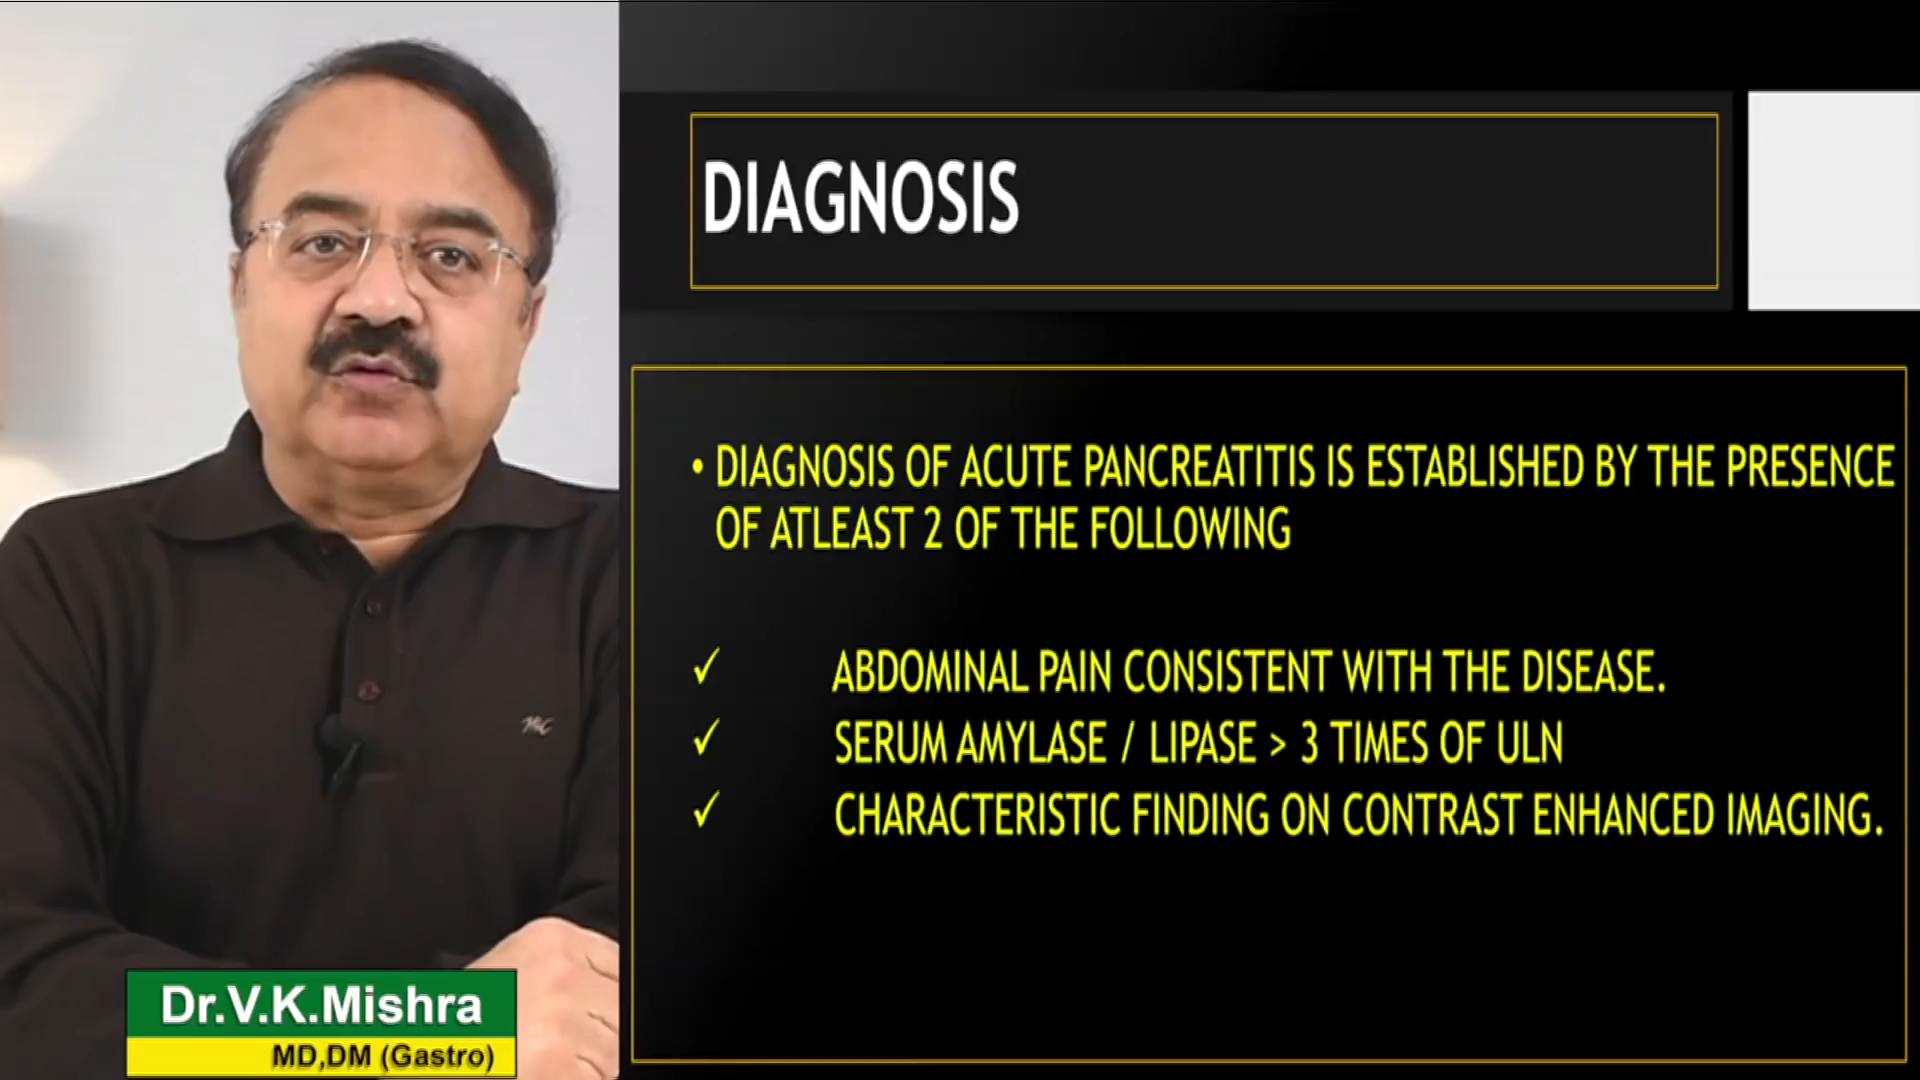 DIAGNOSIS
• DIAGNOSIS OF ACUTE PANCREATITIS IS ESTABLISHED BY THE PRESENCE
OF ATLEAST 2 OF THE FOLLOWING
✓ ABDOMINAL PAIN CONSISTENT WITH THE DISEASE.
✓ SERUM AMYLASE / LIPASE > 3 TIMES OF ULN
✓ CHARACTERISTIC FINDING ON CONTRAST ENHANCED IMAGING.
Dr.V.K.Mishra
MD,DM (Gastro)